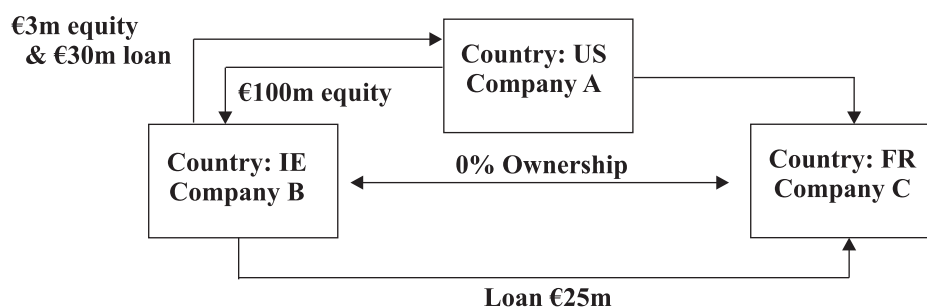 €3m equity
& €30m loan
Country: US
Company A
€100m equity
Country: IE
Company B
0% Ownership
Country: FR
Company C
Loan €25m